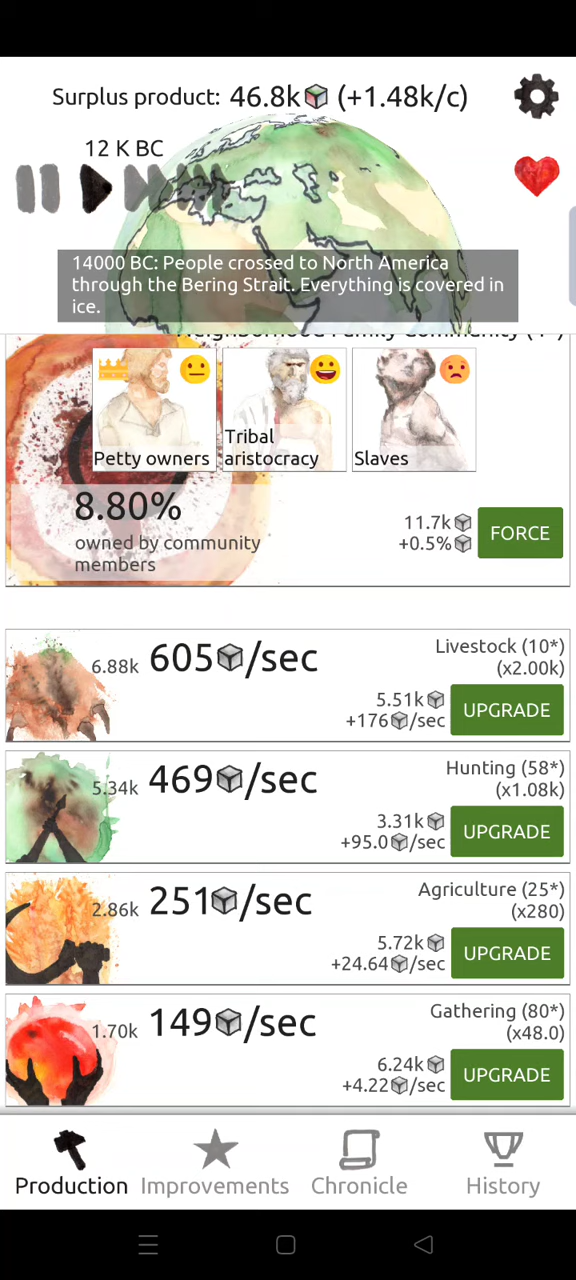 Surplus product: 46.8k (+1.48k/c)
12 K BC
14000 BC: People crossed to North America
through the Bering Strait. Everything is covered in
ice.
Petty owners
Tribal
aristocracy
Slaves
8.80%
owned by community
members
11.7k
+0.5%
FORCE
6.88k 605/sec
Livestock (10*)
(x2.00k)
5.51k
+176/sec
UPGRADE
5.34k 469/sec
Hunting (58*)
(x1.08k)
3.31k
+95.0/sec
UPGRADE
2.86k 251/sec
Agriculture (25*)
(x280)
5.72k
+24.64/sec
UPGRADE
1.70k 149/sec
Gathering (80*)
(x48.0)
6.24k
+4.22/sec
UPGRADE
Production Improvements Chronicle History